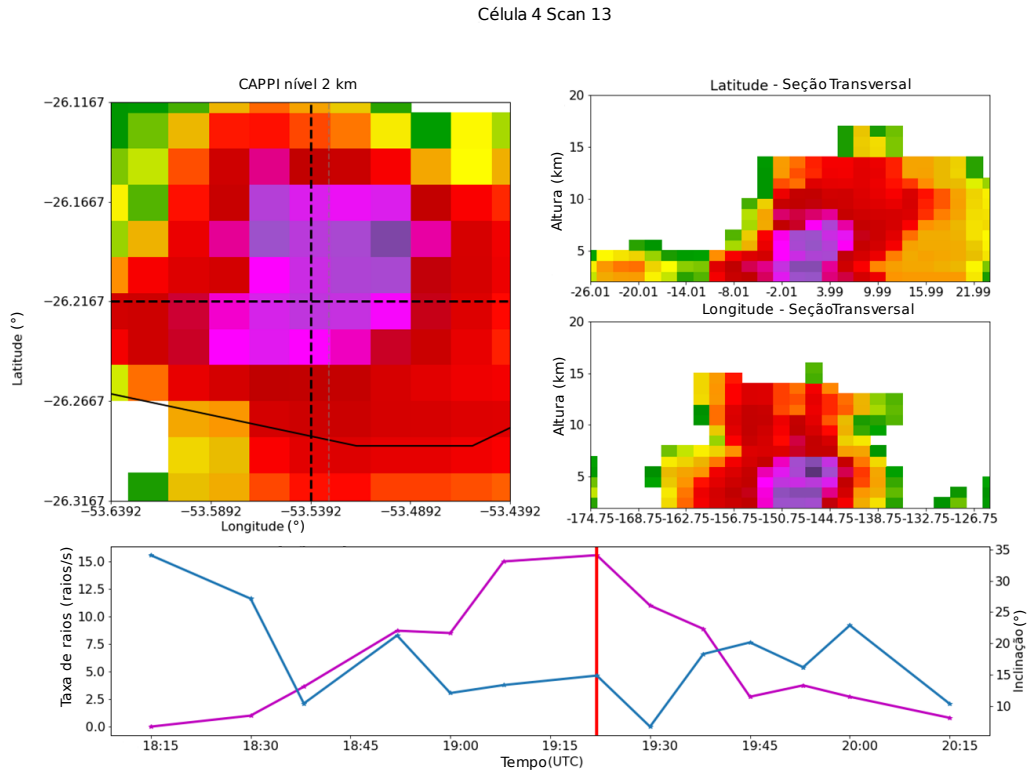 Célula 4 Scan 13
CAPPI nível 2 km
Latitude (°)
−26.1167
−26.16667
−26.2167
−26.2667
−26.3167
−53.6392 −53.5892 −53.5392 −53.4892 −53.4392
Longitude (°)
Latitude - Seção Transversal
Altura (km)
20
15
10
5
-26.01 -20.01 -14.01 -8.01 -2.01 3.99 9.99 15.99 21.99
Longitude - SeçãoTransversal
Altura (km)
20
15
10
5
-174.75 -168.75 -162.75 -156.75 -150.75 -144.75 -138.75 -132.75 -126.75
Taxa de raios (raios/s)
15.0
12.5
10.0
7.5
5.0
2.5
0.0
35
30
25
20
15
10
Inclinação (°)
18:15 18:30 18:45 19:00 19:15 19:30 19:45 20:00 20:15
Tempo(UTC)